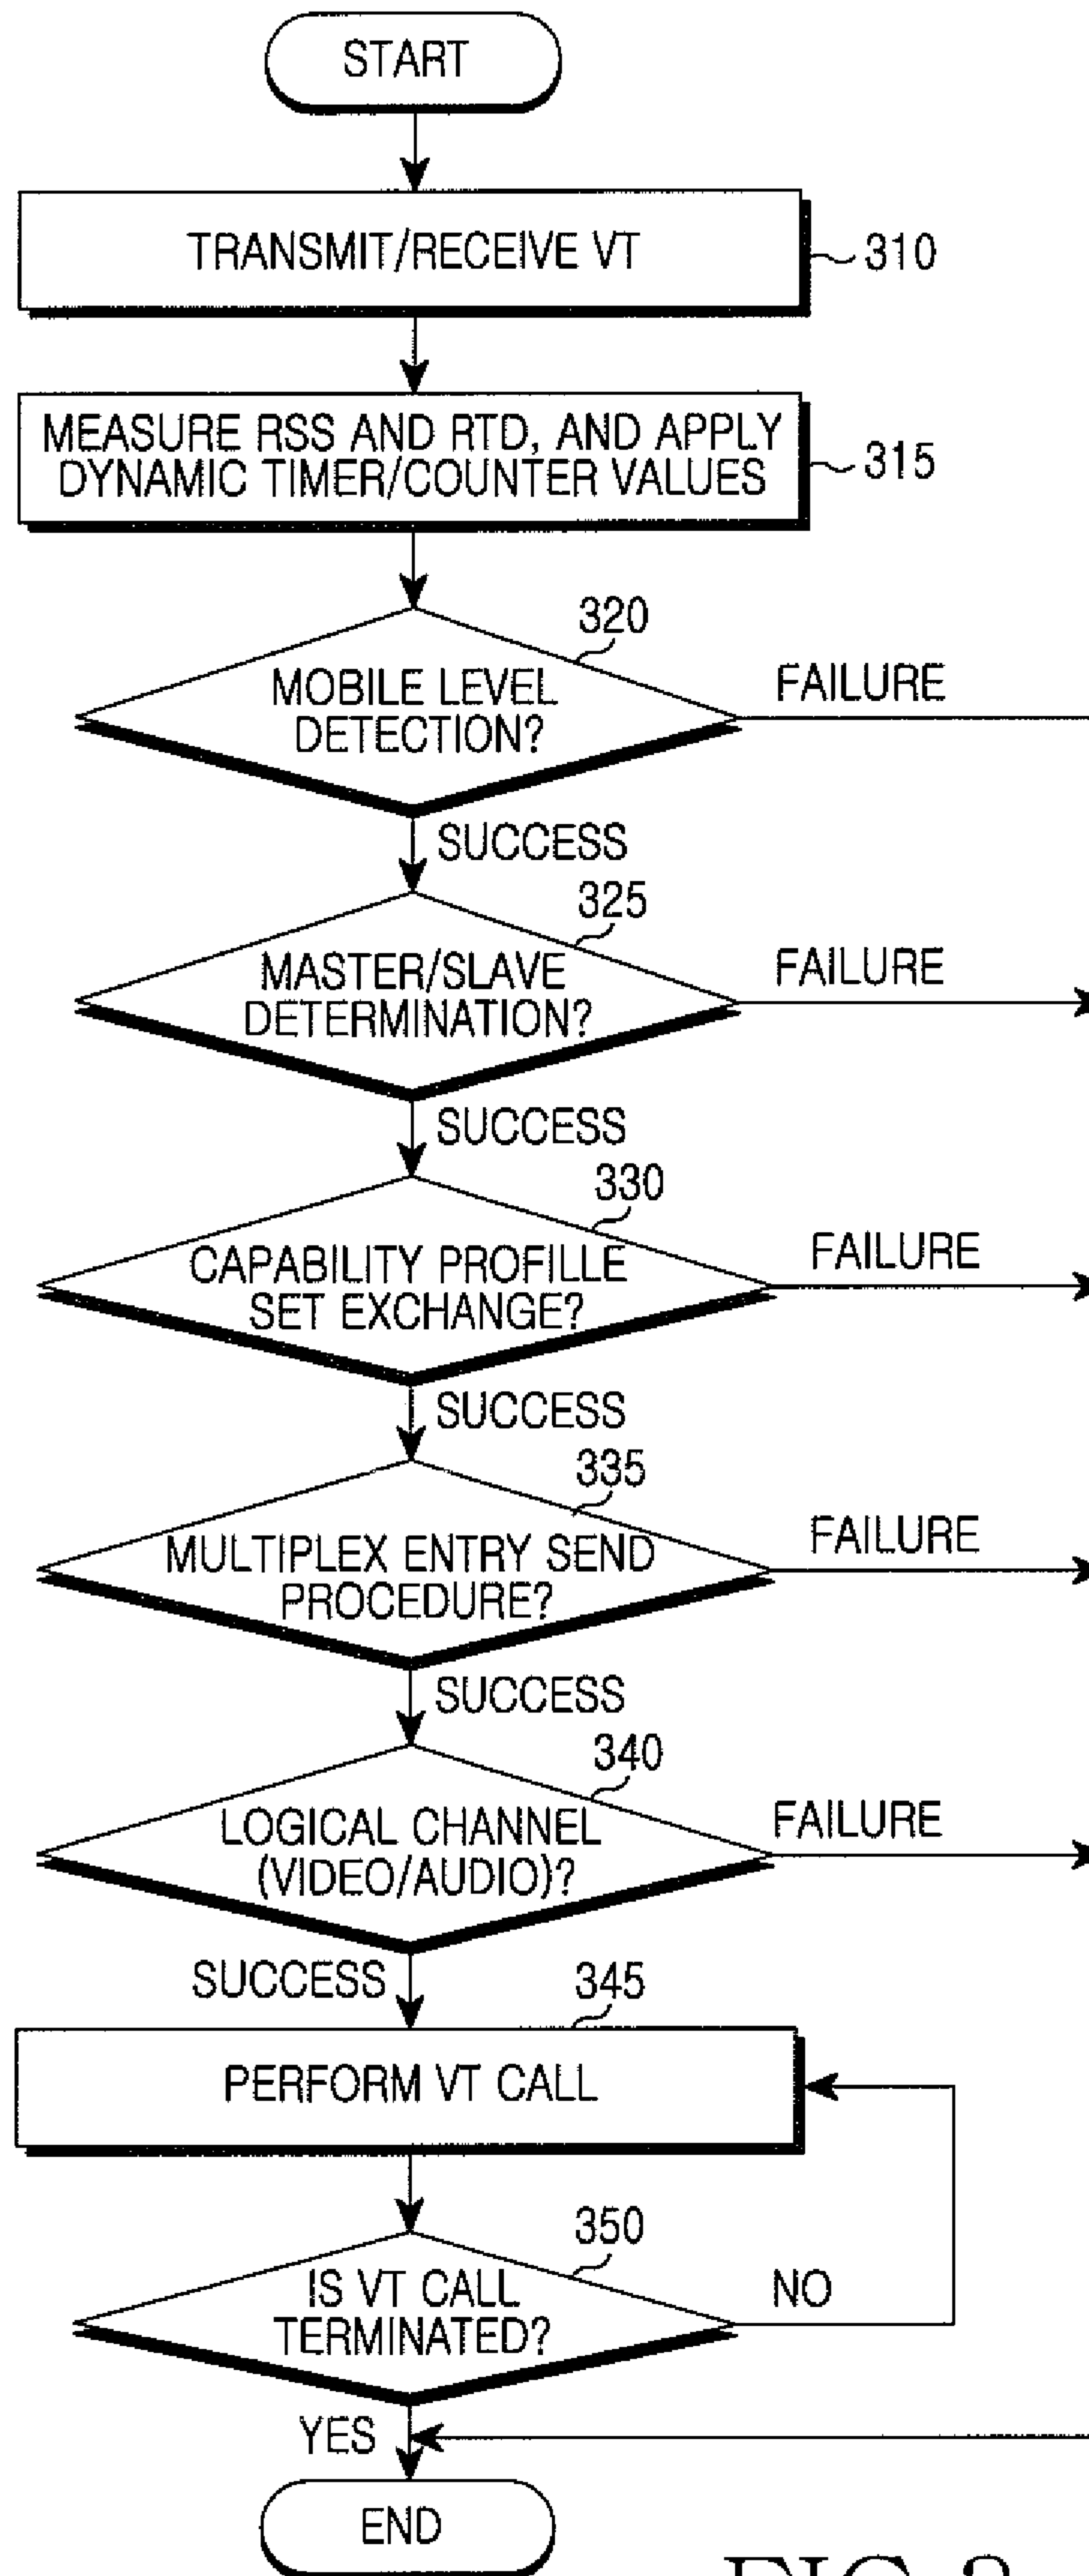 START
TRANSMIT/RECEIVE VT
310
MEASURE RSS AND RTD, AND APPLY
DYNAMIC TIMER/COUNTER VALUES
315
320
MOBILE LEVEL
DETECTION?
FAILURE
SUCCESS
325
MASTER/SLAVE
DETERMINATION?
FAILURE
SUCCESS
330
CAPABILITY PROFILLE
SET EXCHANGE?
FAILURE
SUCCESS
335
MULTIPLEX ENTRY SEND
PROCEDURE?
FAILURE
SUCCESS
340
LOGICAL CHANNEL
(VIDEO/AUDIO)?
FAILURE
SUCCESS
345
PERFORM VT CALL
350
IS VT CALL
TERMINATED?
NO
YES
END